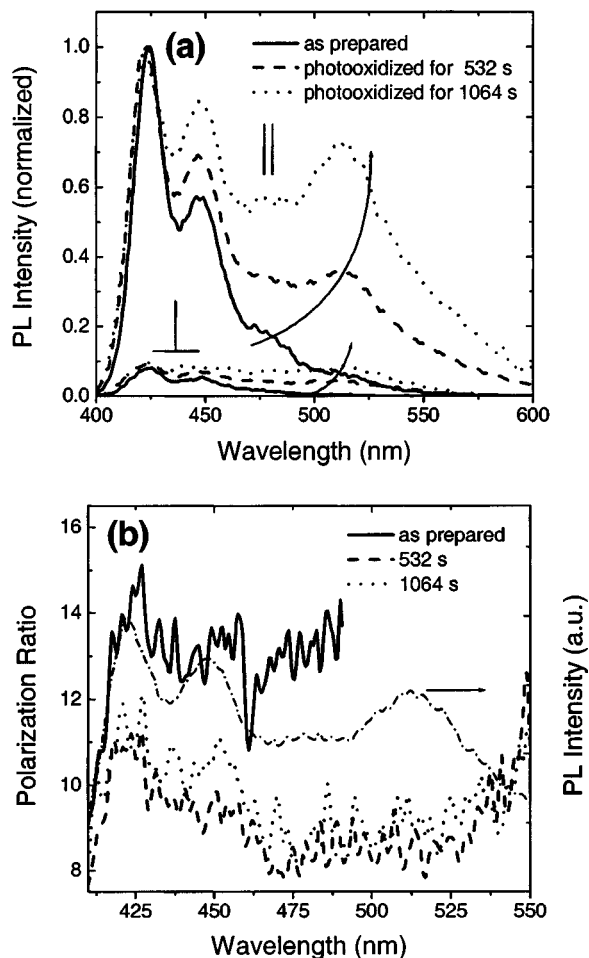 (a)
as prepared
photooxidized for 532 s
photooxidized for 1064 s
PL Intensity (normalized)
1.0
0.8
0.6
0.4
0.2
0.0
||
400
450
500
550
600
Wavelength (nm)
(b)
as prepared
532 s
1064 s
Polarization Ratio
16
14
12
10
8
PL Intensity (a.u.)
425
450
475
500
525
550
Wavelength (nm)